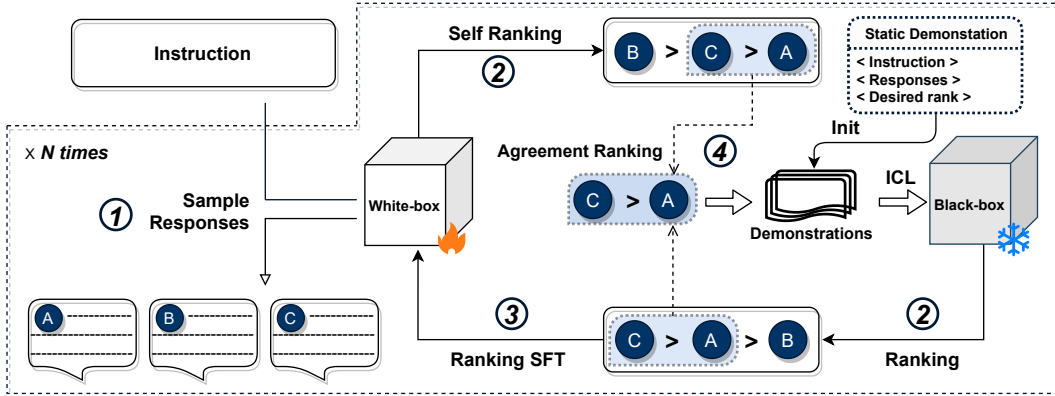 Instruction
Self Ranking
2
B > C > A
Static Demonstation
< Instruction >
< Responses >
< Desired rank >
x N times
1
Sample
Responses
White-box
Agreement Ranking
4
Init
C > A
Demonstrations
ICL
Black-box
A
B
C
3
Ranking SFT
C > A > B
2
Ranking